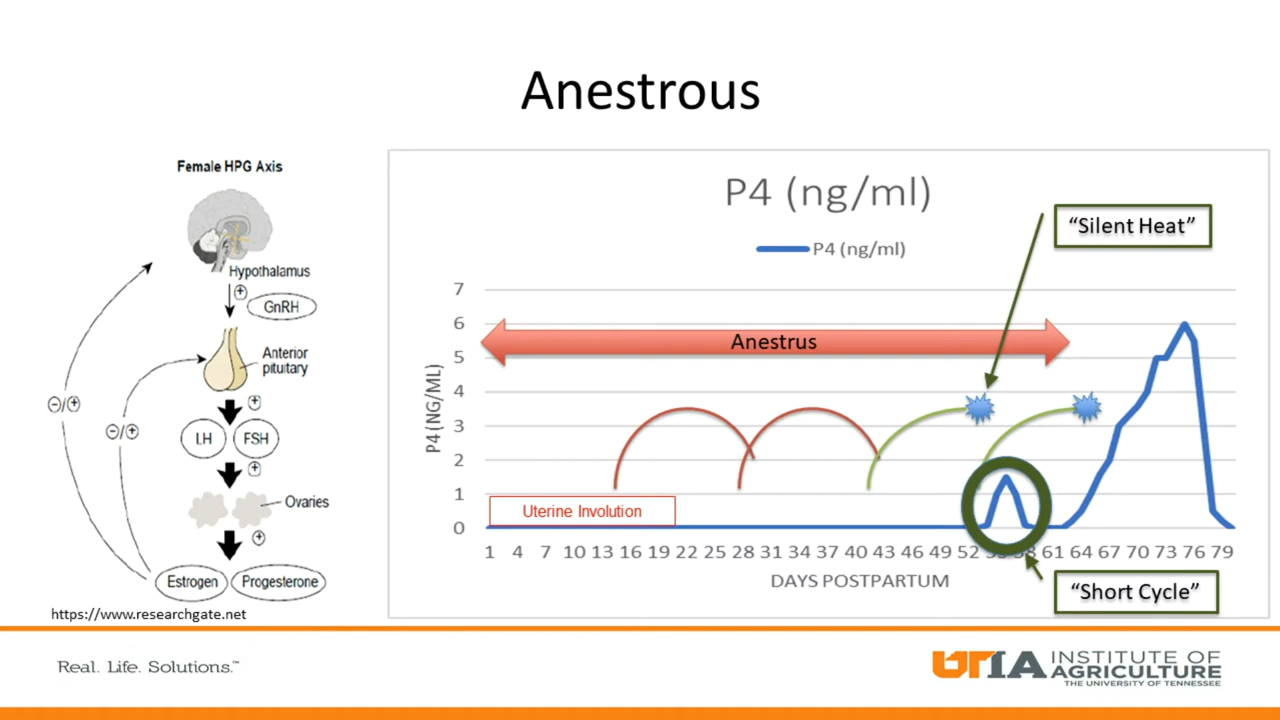 Anestrous
Female HPG Axis
Hypothalamus
+
GnRH
Anterior
pituitary
+
LH
FSH
+
Ovaries
+
Estrogen
Progesterone
−/+
−/+
https://www.researchgate.net
P4 (ng/ml)
P4 (ng/ml)
"Silent Heat"
7
6
5
4
3
2
1
0
P4 (NG/ML)
Anestrus
Uterine Involution
1 4 7 10 13 16 19 22 25 28 31 34 37 40 43 46 49 52 61 64 67 70 73 76 79
DAYS POSTPARTUM
"Short Cycle"
Real. Life. Solutions.™
UTIA INSTITUTE OF
AGRICULTURE
THE UNIVERSITY OF TENNESSEE